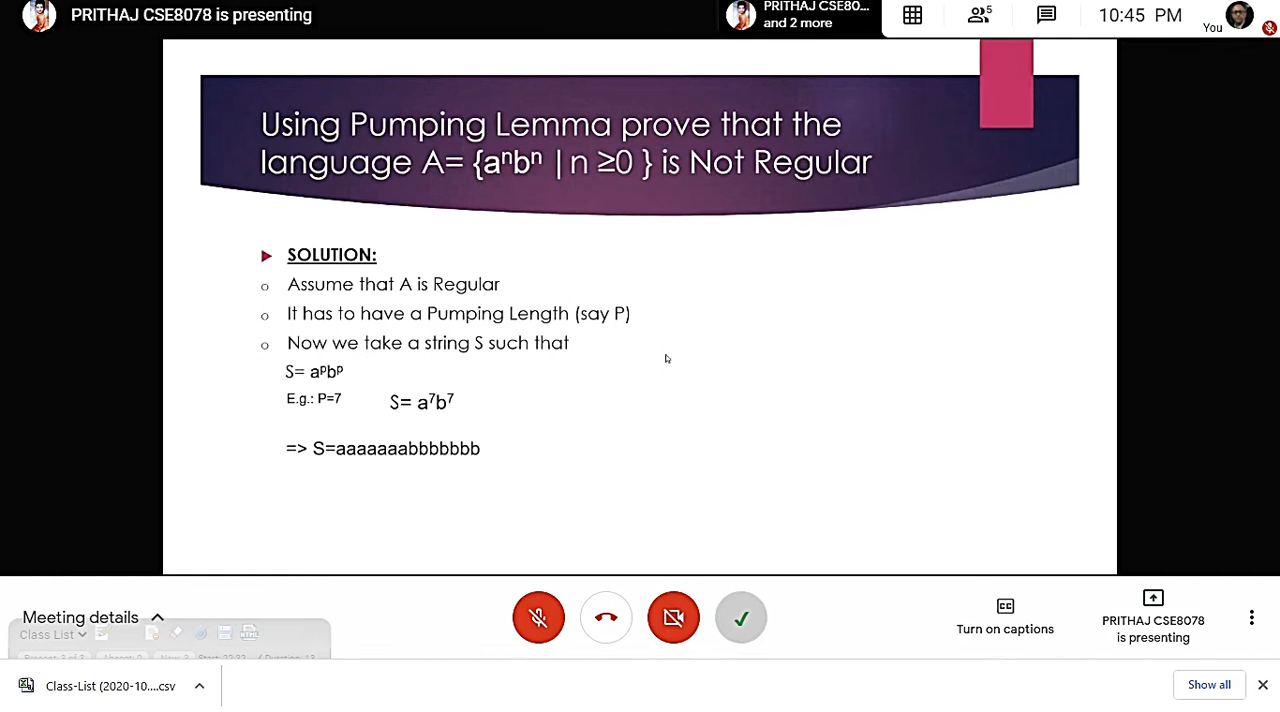 PRITHAJ CSE8078 is presenting
PRITHAJ CSE80...
and 2 more
5
10:45 PM
You
Using Pumping Lemma prove that the
language A= {aⁿbⁿ | n ≥0 } is Not Regular
SOLUTION:
Assume that A is Regular
It has to have a Pumping Length (say P)
Now we take a string S such that
S= aᵖbᵖ
E.g.: P=7 S= a⁷b⁷
=> S=aaaaaaabbbbbbb
Meeting details
Class List
Turn on captions
PRITHAJ CSE8078
is presenting
Class-List (2020-10....csv
Show all